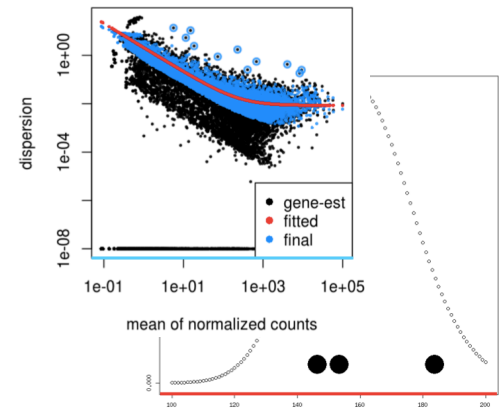 1e+00
dispersion
1e-04
1e-08
gene-est
fitted
final
1e-01 1e+01 1e+03 1e+05
mean of normalized counts
0,000
100 120 140 160 180 200